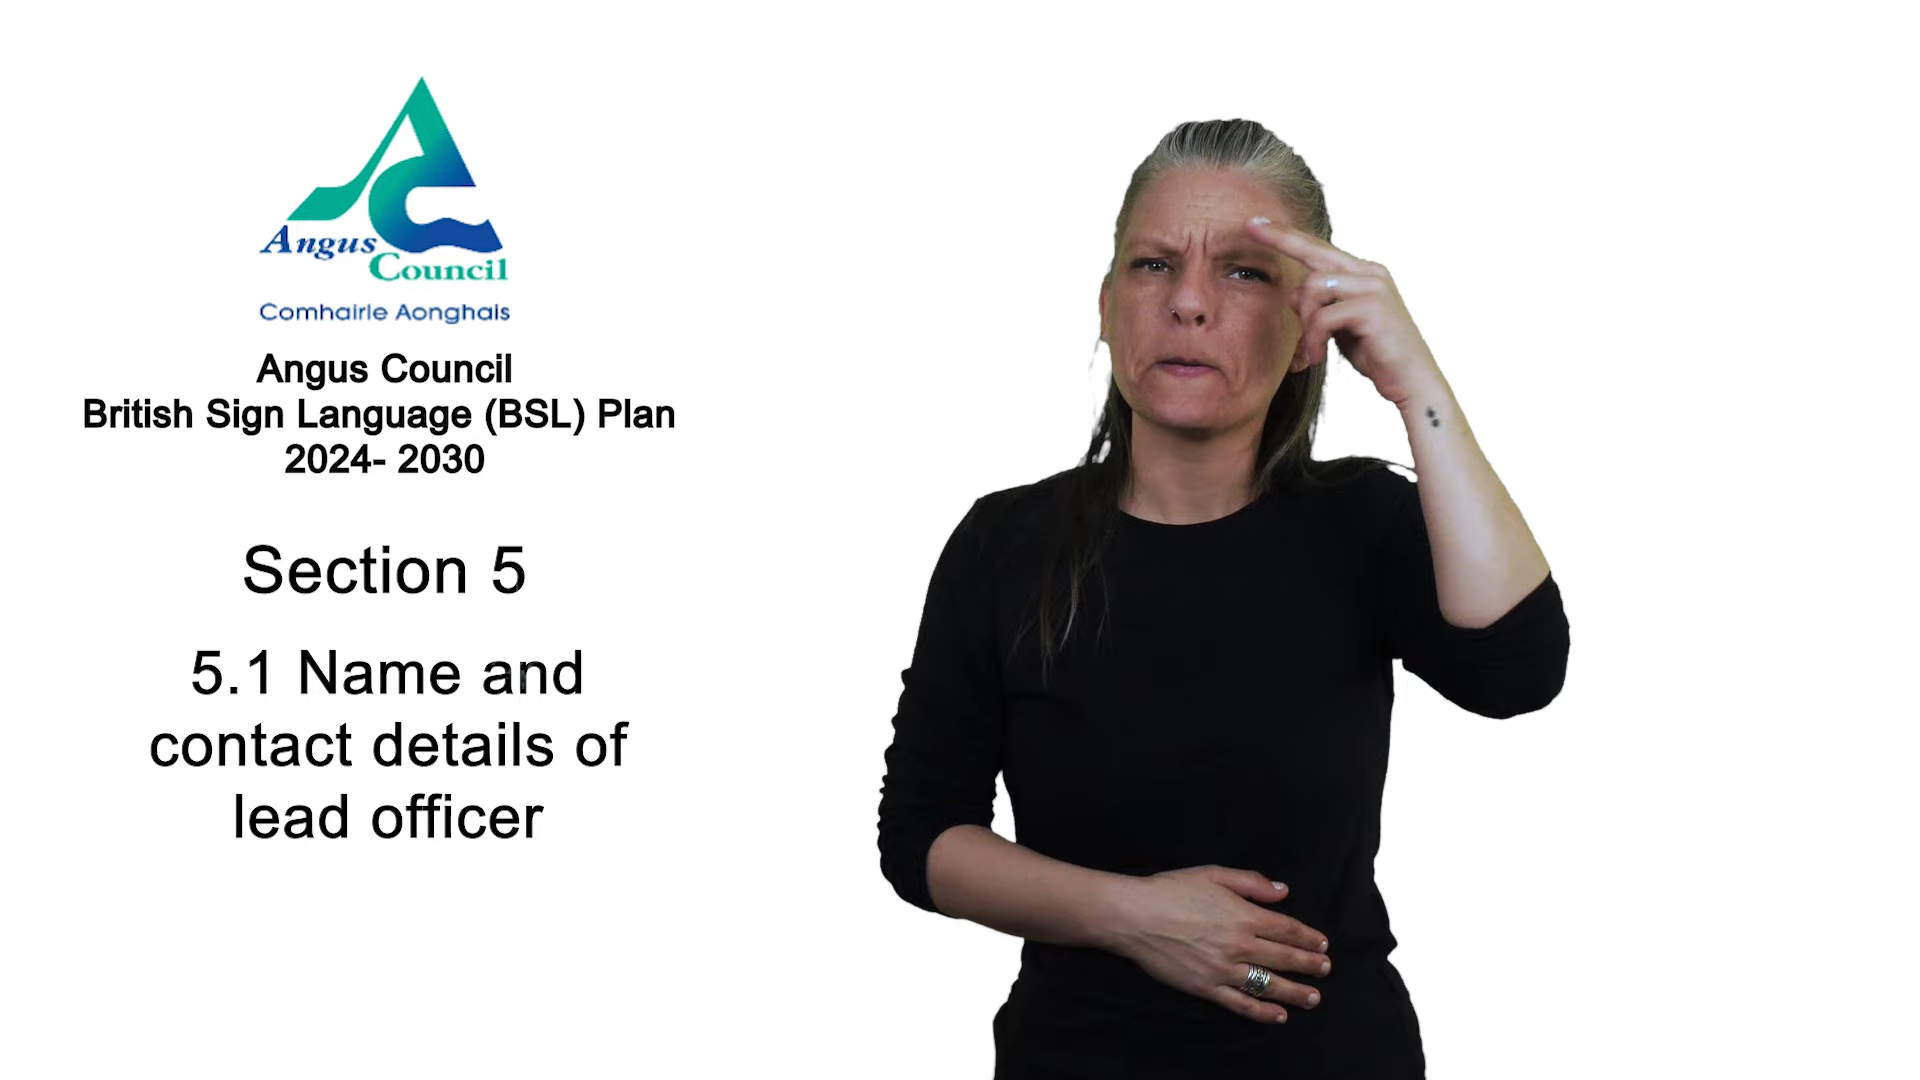 Angus
Council
Comhairle Aonghais
Angus Council
British Sign Language (BSL) Plan
2024- 2030
Section 5
5.1 Name and
contact details of
lead officer